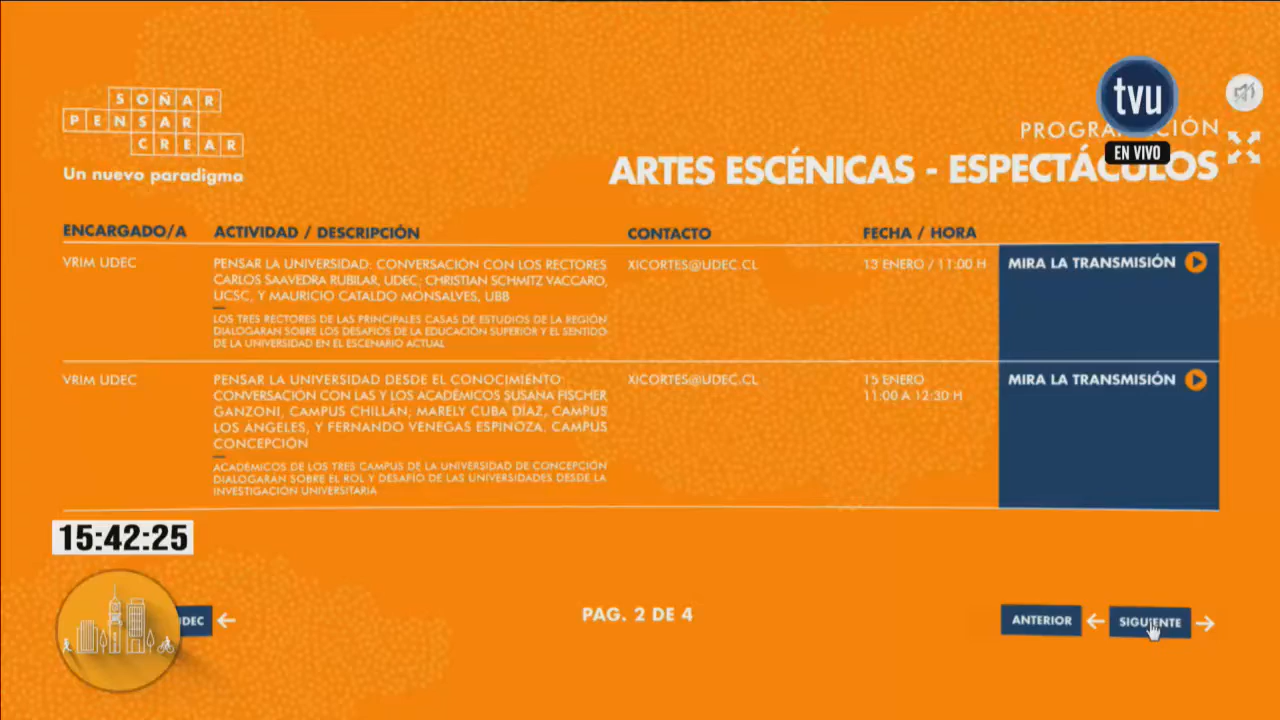 SOÑAR
PENSAR
CREAR
Un nuevo paradigma
tvu
EN VIVO
ARTES ESCÉNICAS - ESPECTÁCULOS
ENCARGADO/A
ACTIVIDAD / DESCRIPCIÓN
CONTACTO
FECHA / HORA
VRIM UDEC
PENSAR LA UNIVERSIDAD: CONVERSACIÓN CON LOS RECTORES
CARLOS SAAVEDRA RUBILAR, UDEC; CHRISTIAN SCHMITZ VACCARO,
UCSC, Y MAURICIO CATALDO MONSALVES, UBB
LOS TRES RECTORES DE LAS PRINCIPALES CASAS DE ESTUDIOS DE LA REGIÓN
DIALOGARÁN SOBRE LOS DESAFÍOS DE LA EDUCACIÓN SUPERIOR Y EL SENTIDO
DE LA UNIVERSIDAD EN EL ESCENARIO ACTUAL
XICORTES@UDEC.CL
13 ENERO / 11:00 H
MIRA LA TRANSMISIÓN
VRIM UDEC
PENSAR LA UNIVERSIDAD DESDE EL CONOCIMIENTO:
CONVERSACIÓN CON LAS Y LOS ACADÉMICOS SUSANA FISCHER
GANZONI, CAMPUS CHILLÁN; MARELY CUBA DÍAZ, CAMPUS
LOS ÁNGELES, Y FERNANDO VENEGAS ESPINOZA, CAMPUS
CONCEPCIÓN
ACADÉMICOS DE LOS TRES CAMPUS DE LA UNIVERSIDAD DE CONCEPCIÓN
DIALOGARÁN SOBRE EL ROL Y DESAFÍO DE LAS UNIVERSIDADES DESDE LA
INVESTIGACIÓN UNIVERSITARIA
XICORTES@UDEC.CL
15 ENERO
11:00 A 12:30 H
MIRA LA TRANSMISIÓN
15:42:25
DEC
PAG. 2 DE 4
ANTERIOR
SIGUIENTE